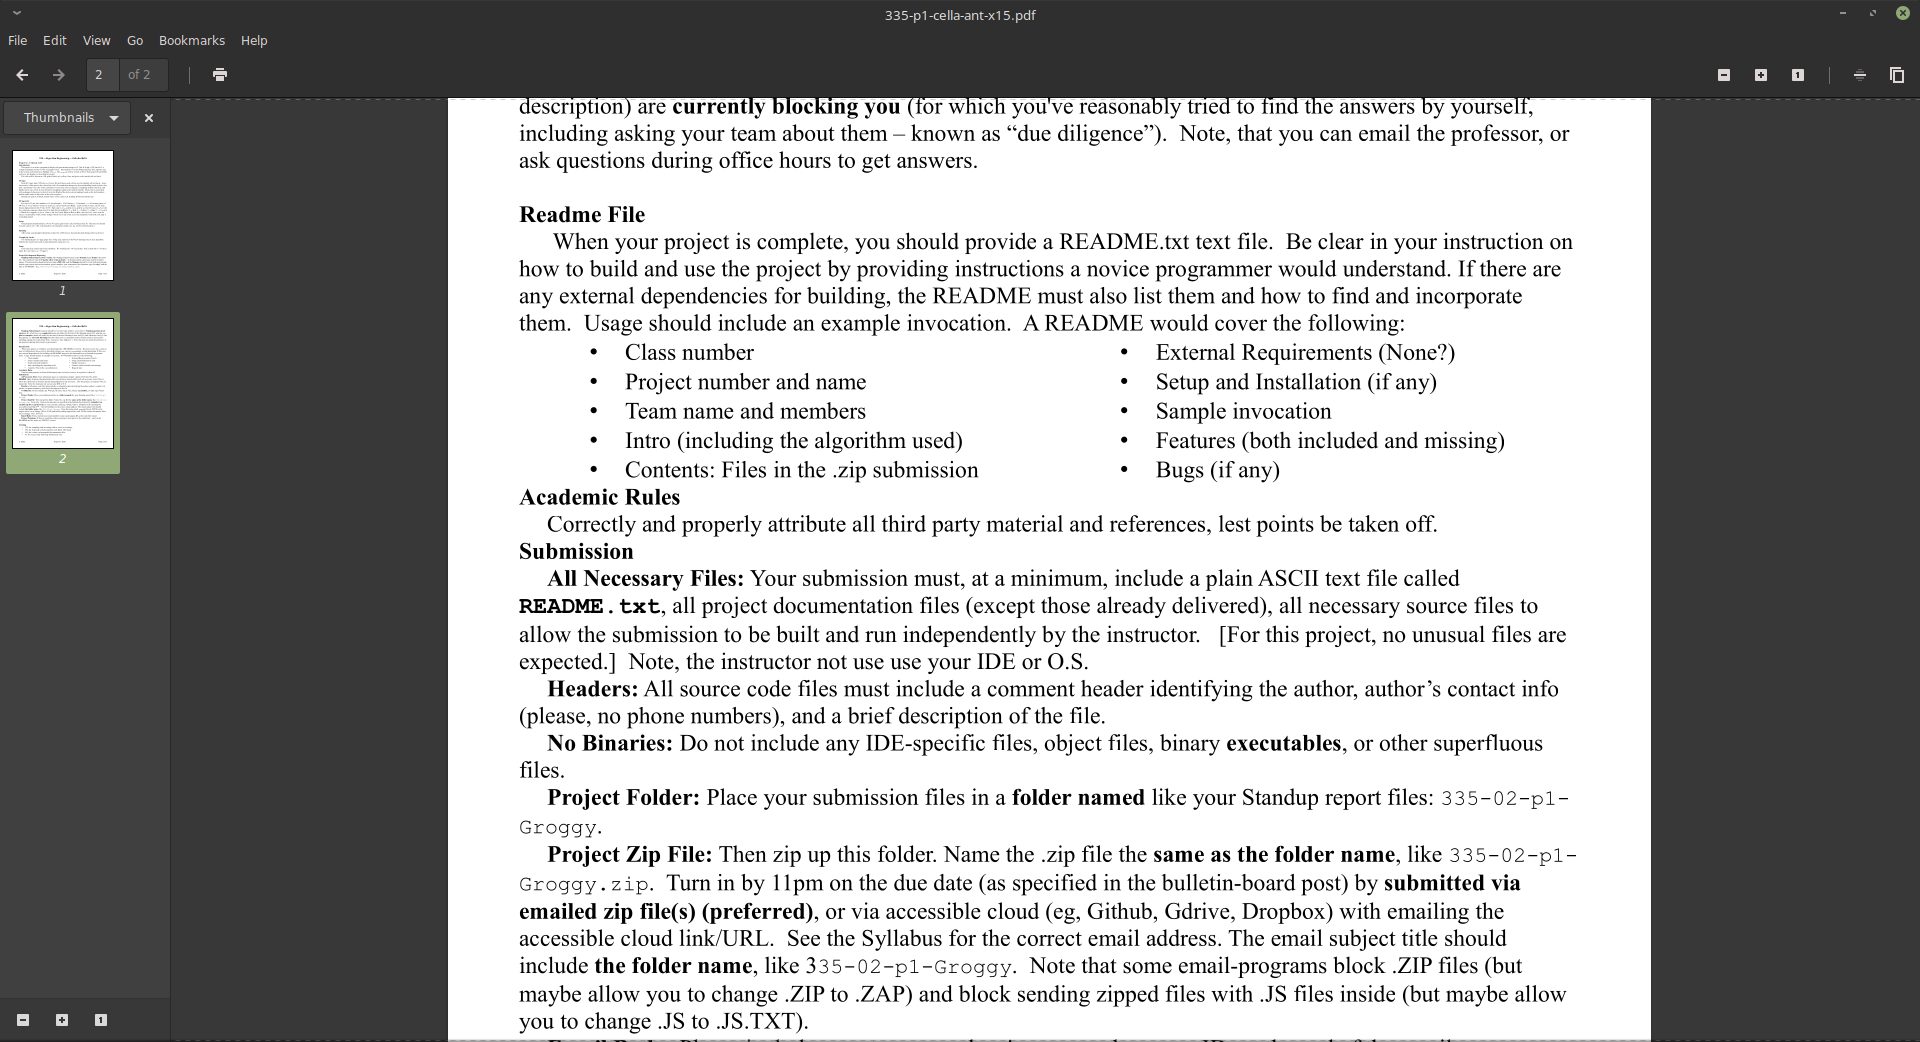 335-p1-cella-ant-x15.pdf
File Edit View Go Bookmarks Help
2 of 2
Thumbnails
1
2
description) are currently blocking you (for which you've reasonably tried to find the answers by yourself,
including asking your team about them – known as “due diligence”).  Note, that you can email the professor, or
ask questions during office hours to get answers.
Readme File
When your project is complete, you should provide a README.txt text file.  Be clear in your instruction on
how to build and use the project by providing instructions a novice programmer would understand. If there are
any external dependencies for building, the README must also list them and how to find and incorporate
them.  Usage should include an example invocation.  A README would cover the following:
• Class number
• Project number and name
• Team name and members
• Intro (including the algorithm used)
• Contents: Files in the .zip submission
• External Requirements (None?)
• Setup and Installation (if any)
• Sample invocation
• Features (both included and missing)
• Bugs (if any)
Academic Rules
Correctly and properly attribute all third party material and references, lest points be taken off.
Submission
All Necessary Files: Your submission must, at a minimum, include a plain ASCII text file called
README.txt, all project documentation files (except those already delivered), all necessary source files to
allow the submission to be built and run independently by the instructor.   [For this project, no unusual files are
expected.]  Note, the instructor not use use your IDE or O.S.
Headers: All source code files must include a comment header identifying the author, author’s contact info
(please, no phone numbers), and a brief description of the file.
No Binaries: Do not include any IDE-specific files, object files, binary executables, or other superfluous
files.
Project Folder: Place your submission files in a folder named like your Standup report files: 335-02-p1-
Groggy.
Project Zip File: Then zip up this folder. Name the .zip file the same as the folder name, like 335-02-p1-
Groggy.zip.  Turn in by 11pm on the due date (as specified in the bulletin-board post) by submitted via
emailed zip file(s) (preferred), or via accessible cloud (eg, Github, Gdrive, Dropbox) with emailing the
accessible cloud link/URL.  See the Syllabus for the correct email address. The email subject title should
include the folder name, like 335-02-p1-Groggy.  Note that some email-programs block .ZIP files (but
maybe allow you to change .ZIP to .ZAP) and block sending zipped files with .JS files inside (but maybe allow
you to change .JS to .JS.TXT).